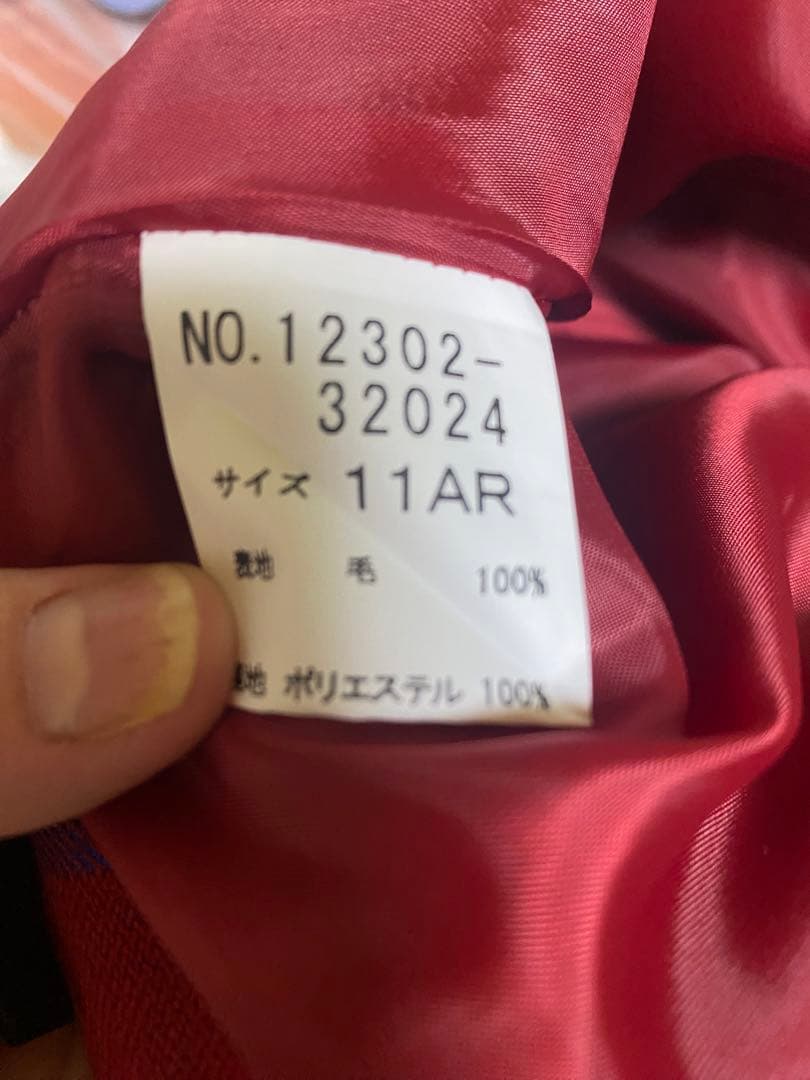 NO.12302-
32024
サイズ 11AR
表地 毛 100%
地 ポリエステル 100%